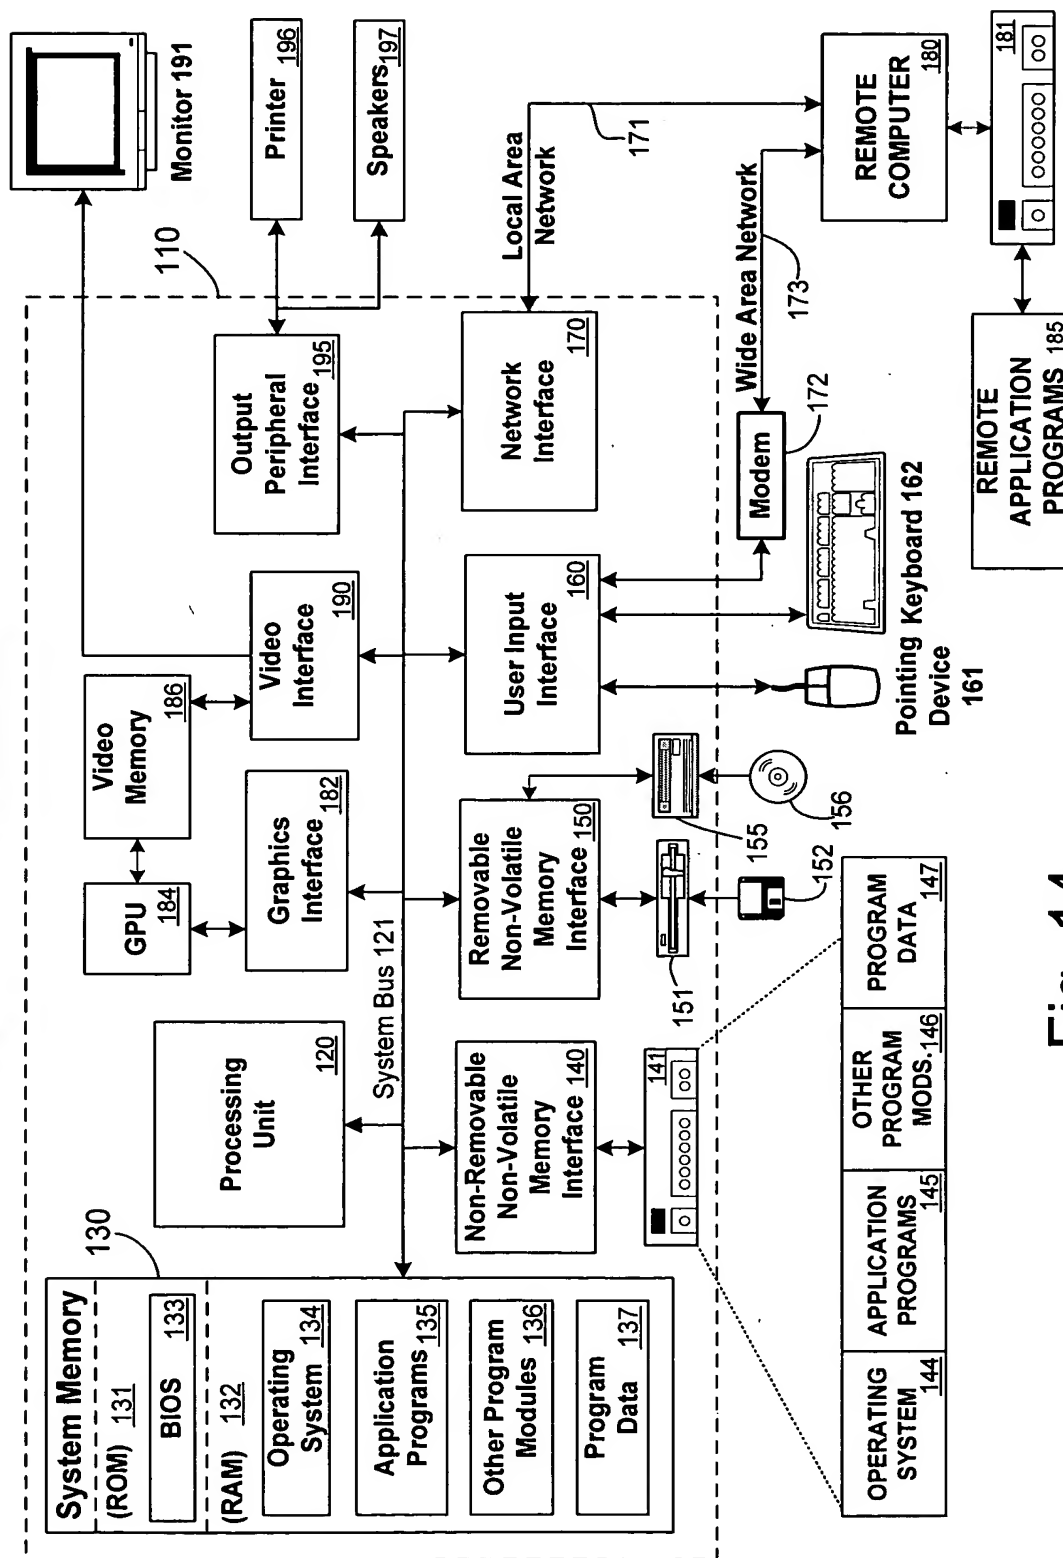 System Memory
130
(ROM) 131
BIOS 133
(RAM) 132
Operating
System 134
Application
Programs 135
Other Program
Modules 136
Program
Data 137
Processing
Unit
120
System Bus 121
GPU
184
Video
Memory
186
Graphics
Interface
182
Video
Interface
190
Output
Peripheral
Interface
195
110
Monitor 191
Printer
196
Speakers
197
Non-Removable
Non-Volatile
Memory
Interface 140
Removable
Non-Volatile
Memory
Interface 150
User Input
Interface
160
Network
Interface
170
Local Area
Network
171
141
151
152
155
156
Pointing
Device
161
Keyboard 162
Modem
172
Wide Area Network
173
REMOTE
COMPUTER
180
181
REMOTE
APPLICATION
PROGRAMS 185
OPERATING
SYSTEM
144
APPLICATION
PROGRAMS
145
OTHER
PROGRAM
MODS. 146
PROGRAM
DATA
147